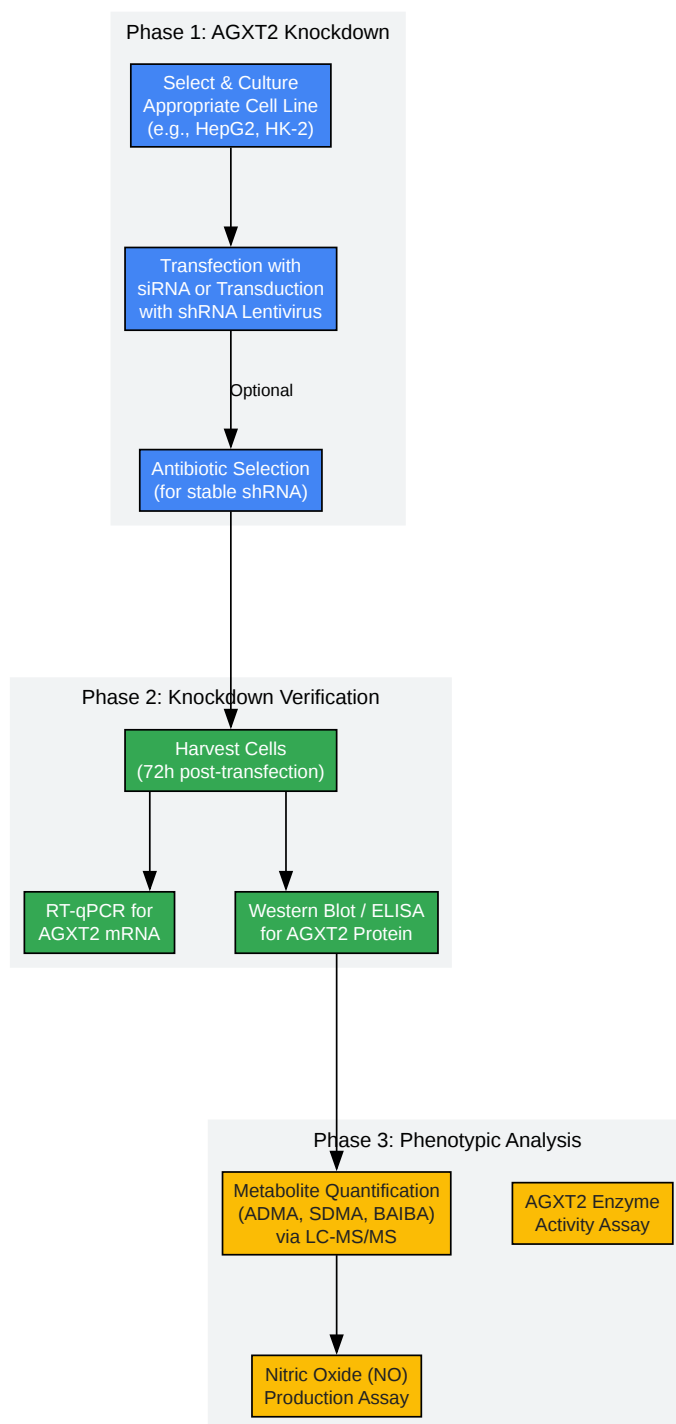 Phase 1: AGXT2 Knockdown
Select & Culture
Appropriate Cell Line
(e.g., HepG2, HK-2)
Transfection with
siRNA or Transduction
with shRNA Lentivirus
Optional
Antibiotic Selection
(for stable shRNA)
Phase 2: Knockdown Verification
Harvest Cells
(72h post-transfection)
RT-qPCR for
AGXT2 mRNA
Western Blot / ELISA
for AGXT2 Protein
Phase 3: Phenotypic Analysis
Metabolite Quantification
(ADMA, SDMA, BAIBA)
via LC-MS/MS
AGXT2 Enzyme
Activity Assay
Nitric Oxide (NO)
Production Assay